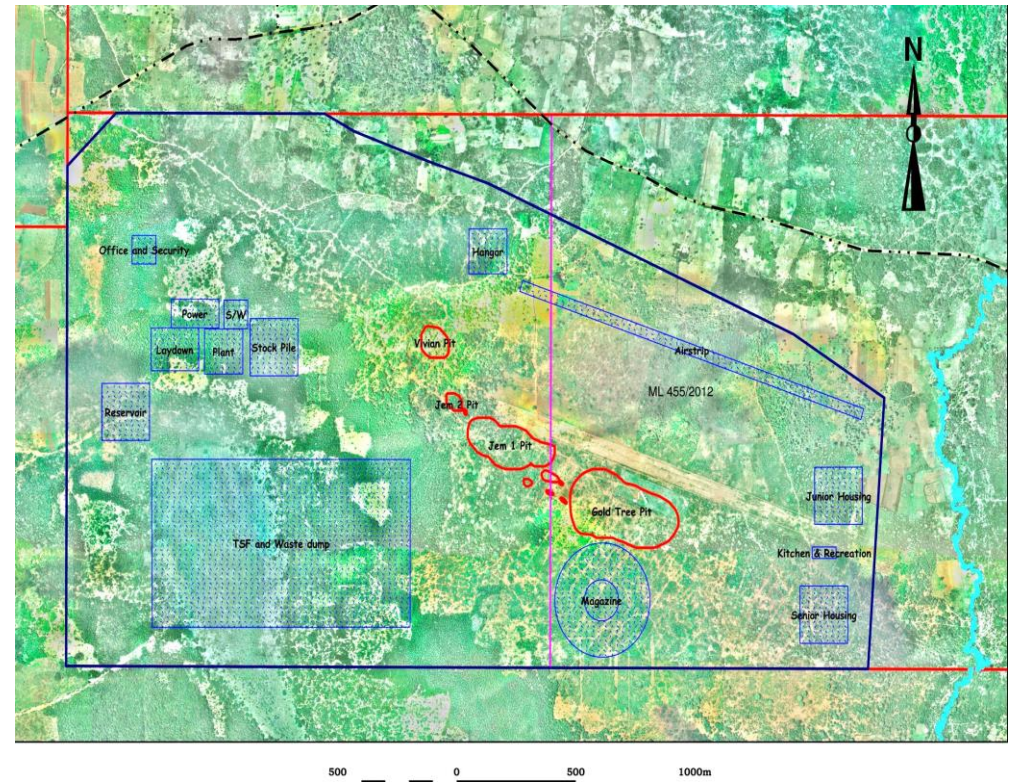 N
Office and Security
Hangar
Power
S/W
Laydown
Plant
Stock Pile
Vivian Pit
Airstrip
ML 455/2012
Reservoir
Jem 2 Pit
Jem 1 Pit
Junior Housing
Gold Tree Pit
TSF and Waste dump
Kitchen & Recreation
Magazine
Senior Housing
500 0 500 1000m